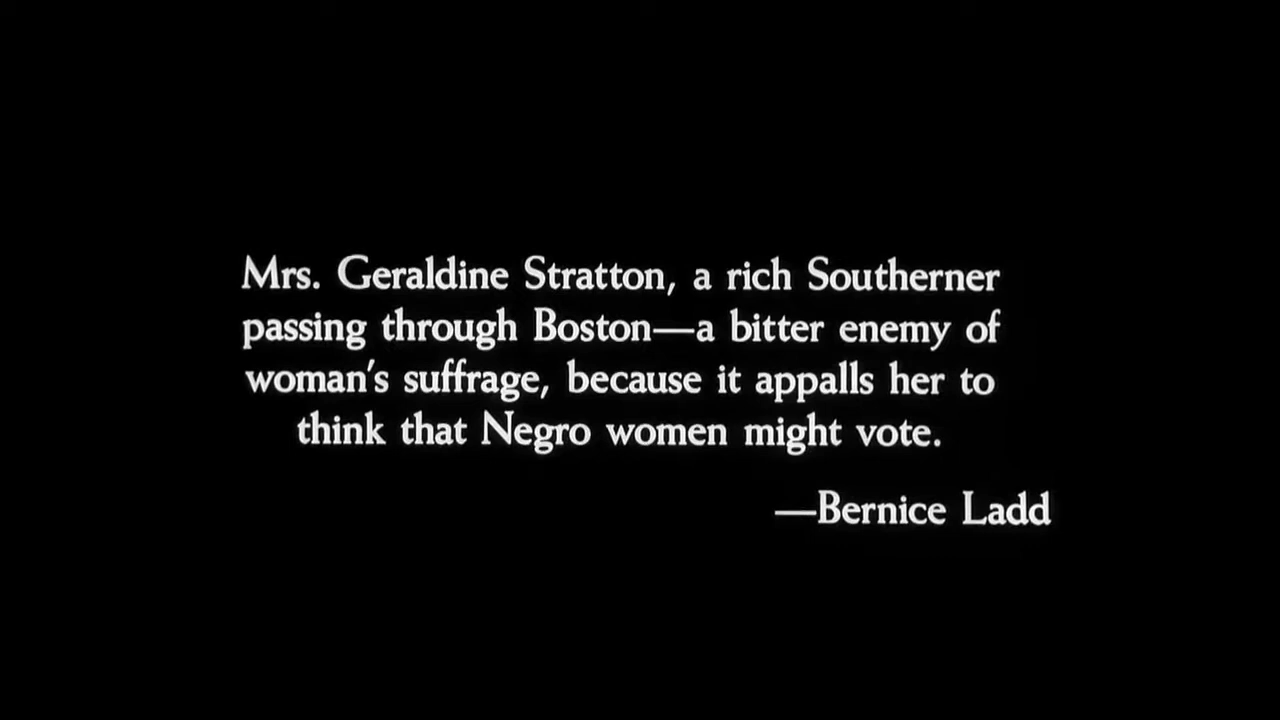 Mrs. Geraldine Stratton, a rich Southerner
passing through Boston—a bitter enemy of
woman's suffrage, because it appalls her to
think that Negro women might vote.
—Bernice Ladd